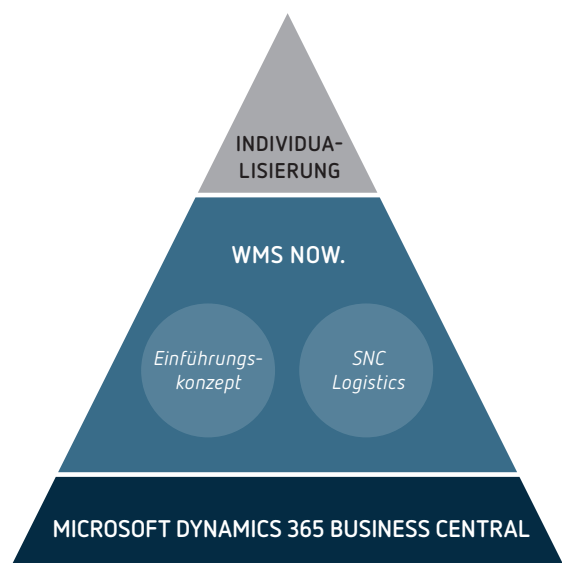 INDIVIDUA-
LISIERUNG
WMS NOW.
Einführungs-
konzept
SNC
Logistics
MICROSOFT DYNAMICS 365 BUSINESS CENTRAL